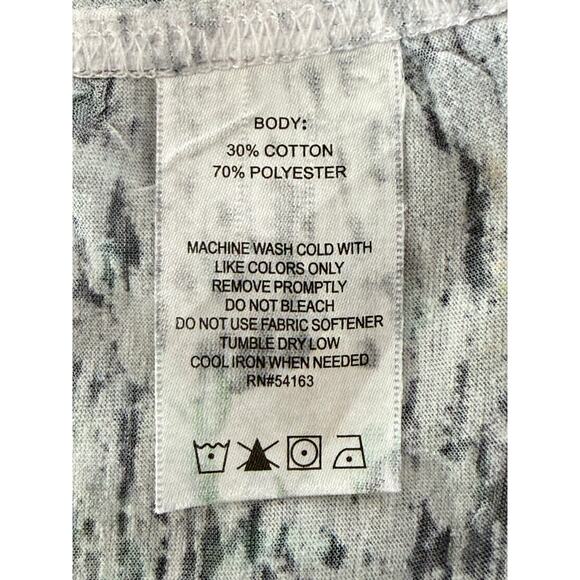 BODY:
30% COTTON
70% POLYESTER
MACHINE WASH COLD WITH
LIKE COLORS ONLY
REMOVE PROMPTLY
DO NOT BLEACH
DO NOT USE FABRIC SOFTENER
TUMBLE DRY LOW
COOL IRON WHEN NEEDED
RN#54163